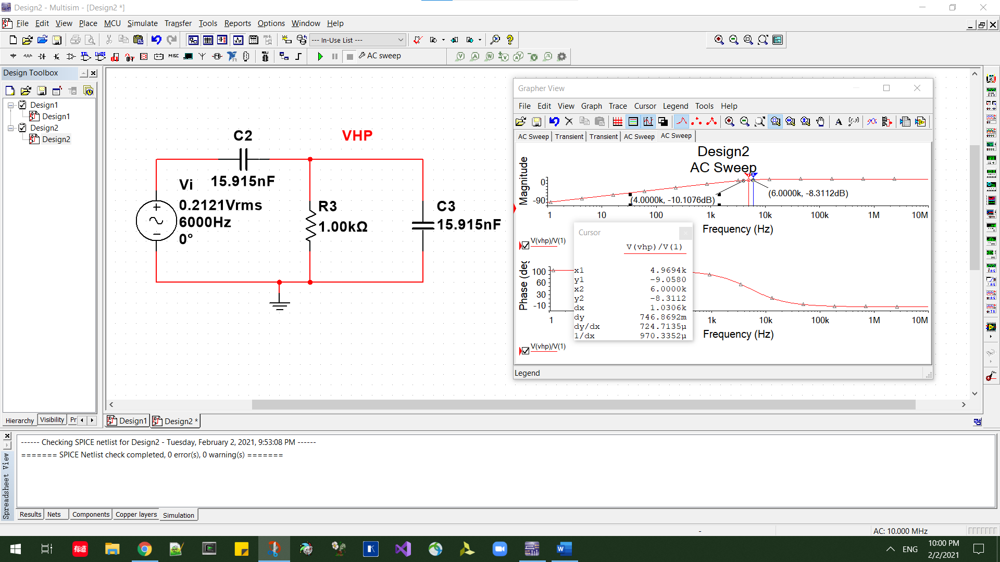 Design2 - Multisim - [Design2 *]
File Edit View Place MCU Simulate Transfer Tools Reports Options Window Help
--- In-Use List ---
MISC
AC sweep
Design Toolbox
Design1
Design1
Design2
Design2
C2
VHP
15.915nF
Vi
0.2121Vrms
6000Hz
0°
R3
1.00kΩ
C3
15.915nF
Grapher View
File Edit View Graph Trace Cursor Legend Tools Help
AC Sweep Transient Transient AC Sweep AC Sweep
Design2
AC Sweep
Magnitude
0
-90
(4.0000k, -10.1076dB)
(6.0000k, -8.3112dB)
1 10 100 1k 10k 100k 1M 10M
Frequency (Hz)
V(vhp)/V(1)
Cursor
V(vhp)/V(1)
x1 4.9694k
y1 -9.0580
x2 6.0000k
y2 -8.3112
dx 1.0306k
dy 746.8692m
dy/dx 724.7135µ
1/dx 970.3352µ
Phase (deg
100
60
30
-10
1 1k 10k 100k 1M 10M
Frequency (Hz)
V(vhp)/V(1)
Legend
Hierarchy Visibility Pr
Design1 Design2 *
------ Checking SPICE netlist for Design2 - Tuesday, February 2, 2021, 9:53:08 PM ------
======= SPICE Netlist check completed, 0 error(s), 0 warning(s) =======
Spreadsheet View
Results Nets Components Copper layers Simulation
-
AC: 10.000 MHz
有道
ENG
10:00 PM
2/2/2021